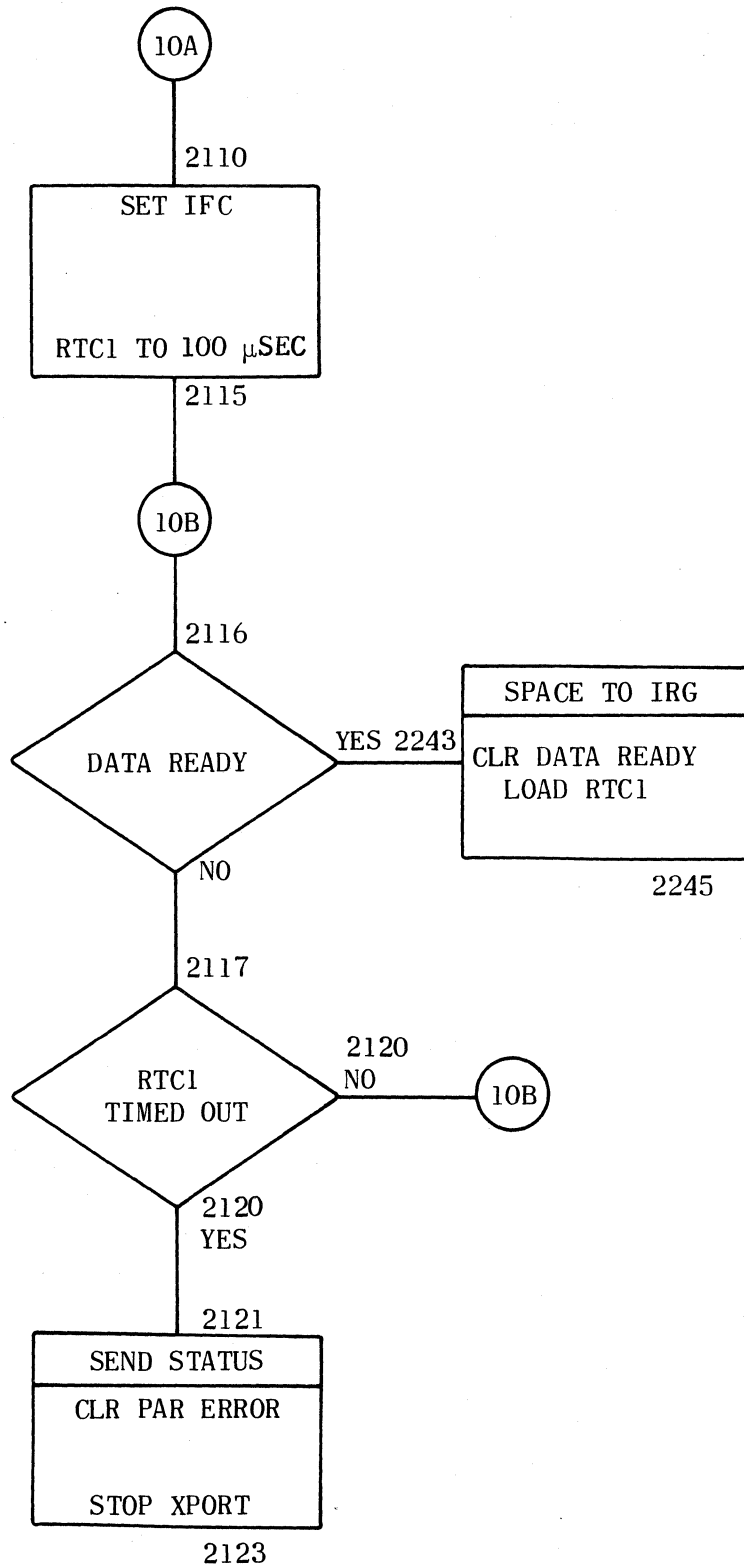 10A
2110
SET IFC
RTC1 TO 100 µSEC
2115
10B
2116
DATA READY
YES 2243
SPACE TO IRG
CLR DATA READY
LOAD RTC1
2245
NO
2117
RTC1
TIMED OUT
2120
NO
10B
2120
YES
2121
SEND STATUS
CLR PAR ERROR
STOP XPORT
2123